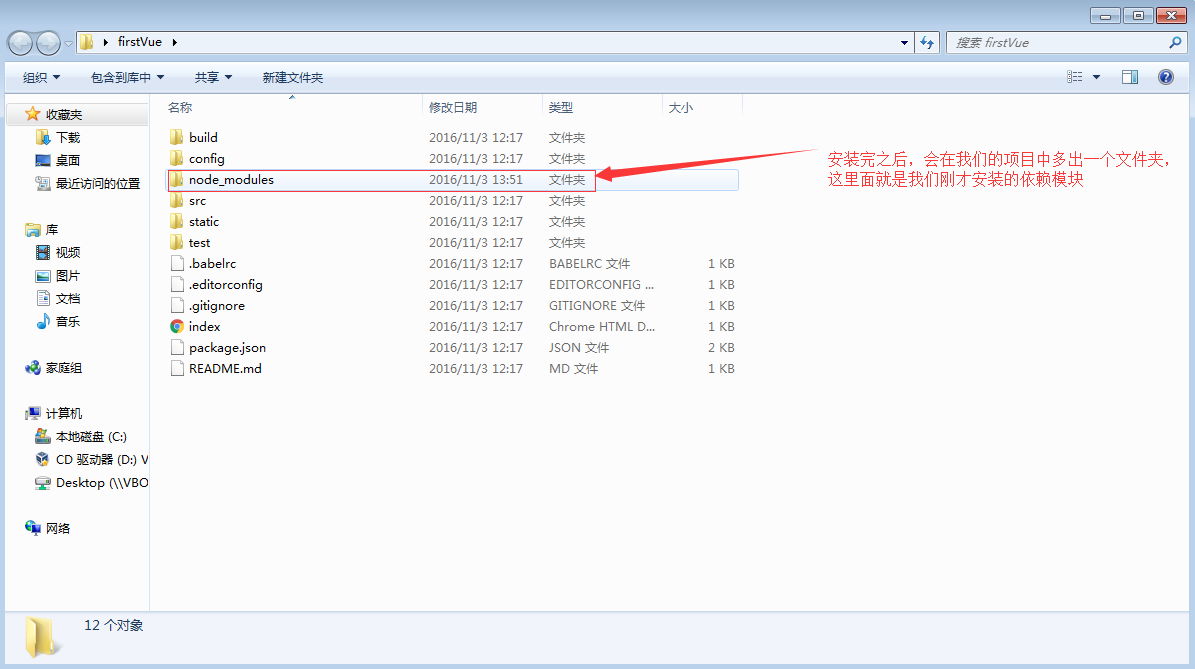 firstVue
搜索 firstVue
组织 包含到库中 共享 新建文件夹
名称 修改日期 类型 大小
收藏夹
下载
桌面
最近访问的位置
库
视频
图片
文档
音乐
家庭组
计算机
本地磁盘 (C:)
CD 驱动器 (D:) V
Desktop (\\VBO
网络
build 2016/11/3 12:17 文件夹
config 2016/11/3 12:17 文件夹
node_modules 2016/11/3 13:51 文件夹
src 2016/11/3 12:17 文件夹
static 2016/11/3 12:17 文件夹
test 2016/11/3 12:17 文件夹
.babelrc 2016/11/3 12:17 BABELRC 文件 1 KB
.editorconfig 2016/11/3 12:17 EDITORCONFIG ... 1 KB
.gitignore 2016/11/3 12:17 GITIGNORE 文件 1 KB
index 2016/11/3 12:17 Chrome HTML D... 1 KB
package.json 2016/11/3 12:17 JSON 文件 2 KB
README.md 2016/11/3 12:17 MD 文件 1 KB
安装完之后，会在我们的项目中多出一个文件夹，
这里面就是我们刚才安装的依赖模块
12 个对象